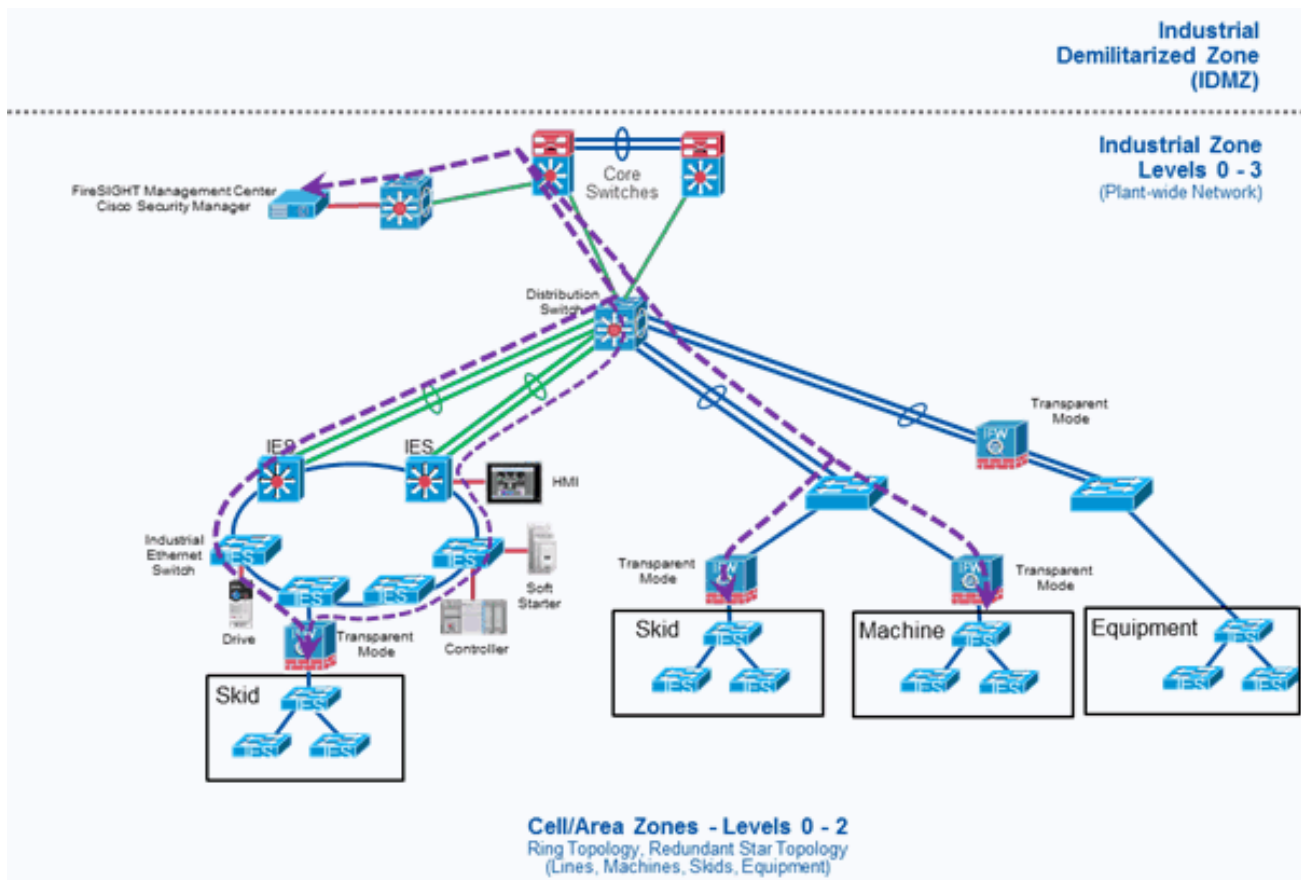 Industrial
Demilitarized Zone
(IDMZ)
Industrial Zone
Levels 0 - 3
(Plant-wide Network)
Core
Switches
FireSIGHT Management Center
Cisco Security Manager
Distribution
Switch
IES
IES
HMI
Transparent
Mode
IFW
Industrial
Ethernet
Switch
IES
IES
IES
IES
Soft
Starter
Drive
Transparent
Mode
Controller
Transparent
Mode
IFW
IFW
Transparent
Mode
Skid
IES
IES
IES
Skid
IES
IES
IES
Machine
IES
IES
IES
Equipment
IES
IES
IES
Cell/Area Zones - Levels 0 - 2
Ring Topology, Redundant Star Topology
(Lines, Machines, Skids, Equipment)